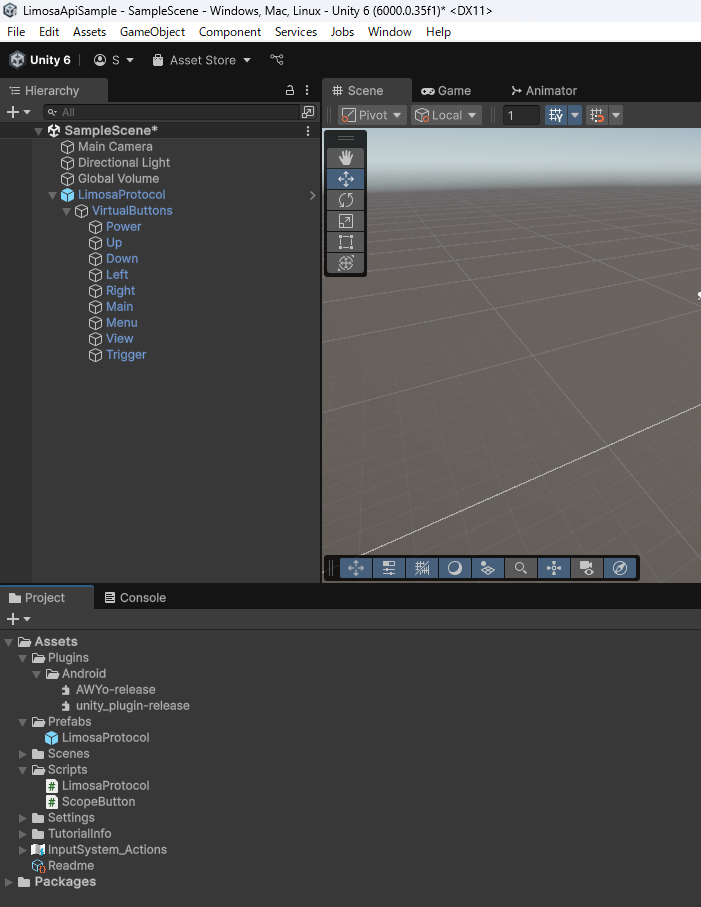 LimosaApiSample - SampleScene - Windows, Mac, Linux - Unity 6 (6000.0.35f1)* <DX11>
File Edit Assets GameObject Component Services Jobs Window Help
Unity 6 S Asset Store
Hierarchy
All
SampleScene*
Main Camera
Directional Light
Global Volume
LimosaProtocol
VirtualButtons
Power
Up
Down
Left
Right
Main
Menu
View
Trigger
Scene Game Animator
Pivot Local 1
Project Console
Assets
Plugins
Android
AWYo-release
unity_plugin-release
Prefabs
LimosaProtocol
Scenes
Scripts
LimosaProtocol
ScopeButton
Settings
TutorialInfo
InputSystem_Actions
Readme
Packages